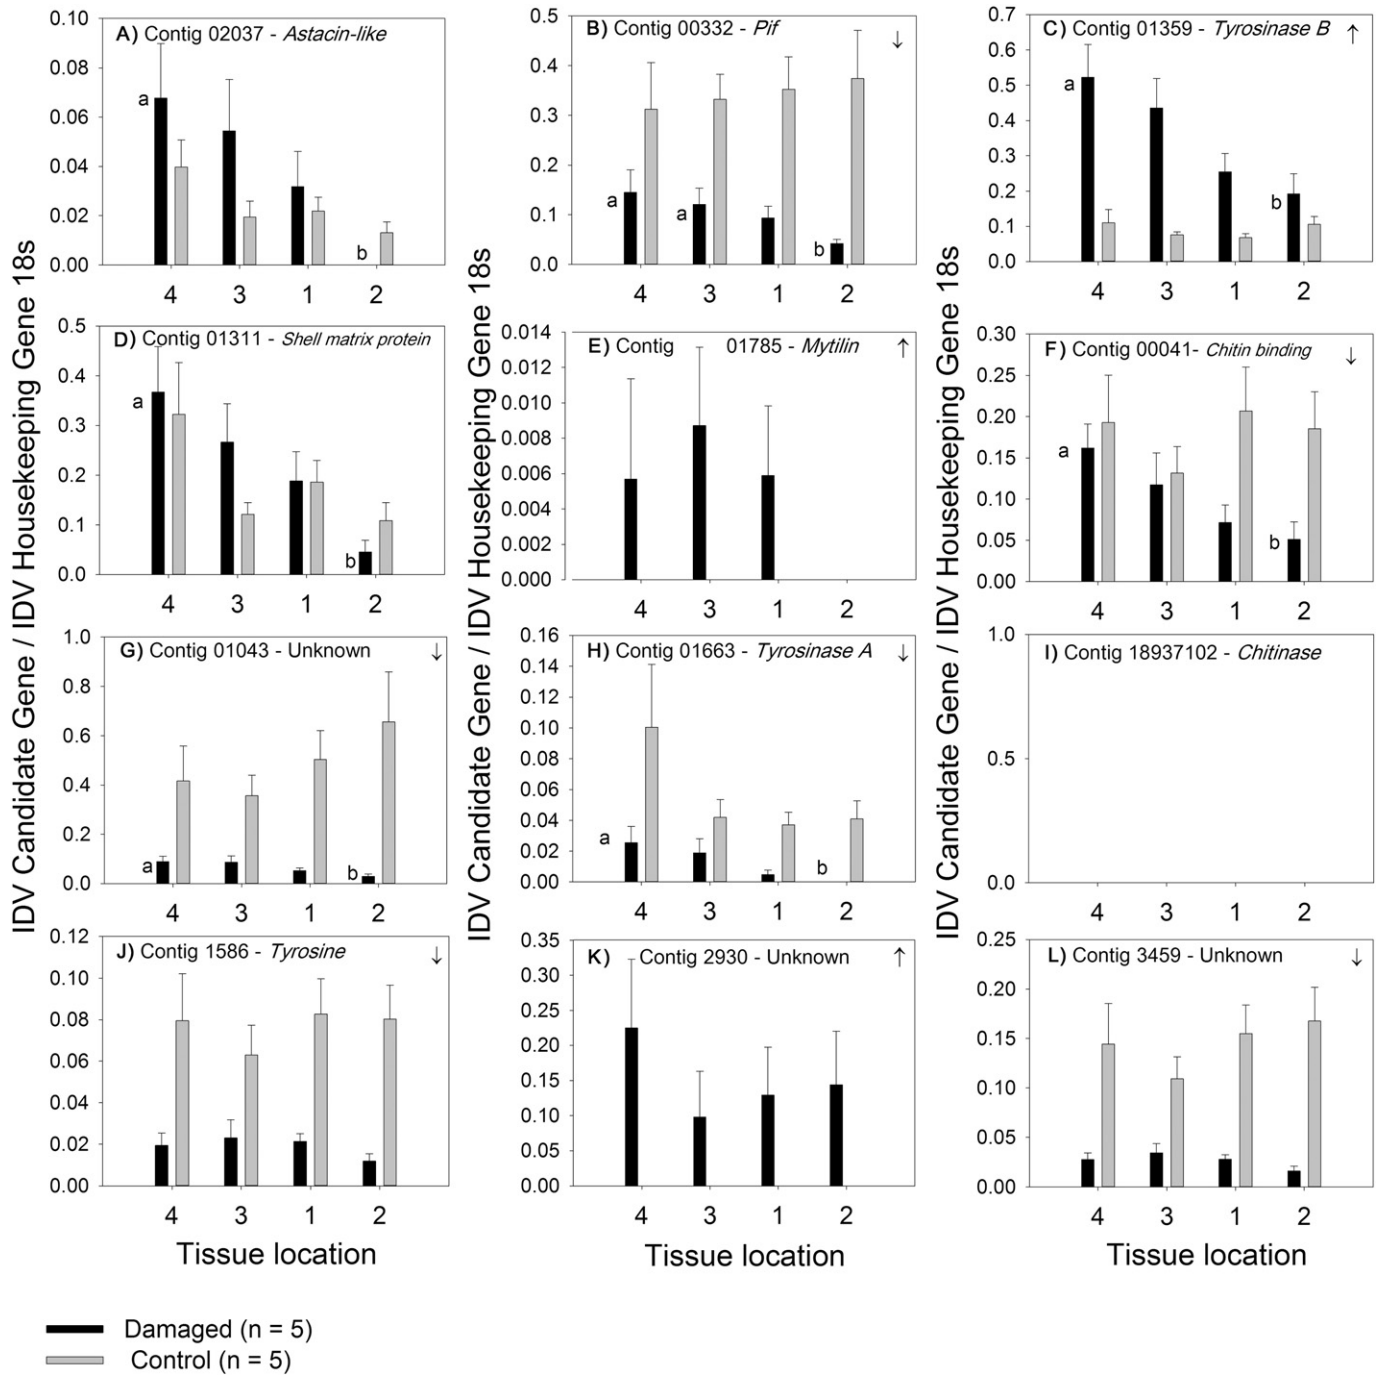 A) Contig 02037 - Astacin-like
0.10
0.08
0.06
0.04
0.02
0.00
a
b
4 3 1 2
B) Contig 00332 - Pif ↓
0.5
0.4
0.3
0.2
0.1
0.0
a
a
b
4 3 1 2
C) Contig 01359 - Tyrosinase B ↑
0.7
0.6
0.5
0.4
0.3
0.2
0.1
0.0
a
b
4 3 1 2
D) Contig 01311 - Shell matrix protein
0.5
0.4
0.3
0.2
0.1
0.0
a
b
4 3 1 2
E) Contig 01785 - Mytilin ↑
0.014
0.012
0.010
0.008
0.006
0.004
0.002
0.000
4 3 1 2
F) Contig 00041- Chitin binding ↓
0.30
0.25
0.20
0.15
0.10
0.05
0.00
a
b
4 3 1 2
G) Contig 01043 - Unknown ↓
1.0
0.8
0.6
0.4
0.2
0.0
a
b
4 3 1 2
H) Contig 01663 - Tyrosinase A ↓
0.16
0.14
0.12
0.10
0.08
0.06
0.04
0.02
0.00
a
b
4 3 1 2
I) Contig 18937102 - Chitinase
1.0
0.5
0.0
4 3 1 2
J) Contig 1586 - Tyrosine ↓
0.12
0.10
0.08
0.06
0.04
0.02
0.00
4 3 1 2
K) Contig 2930 - Unknown ↑
0.35
0.30
0.25
0.20
0.15
0.10
0.05
0.00
4 3 1 2
L) Contig 3459 - Unknown ↓
0.25
0.20
0.15
0.10
0.05
0.00
4 3 1 2
IDV Candidate Gene / IDV Housekeeping Gene 18s
IDV Candidate Gene / IDV Housekeeping Gene 18s
IDV Candidate Gene / IDV Housekeeping Gene 18s
Tissue location
Tissue location
Tissue location
Damaged (n = 5)
Control (n = 5)